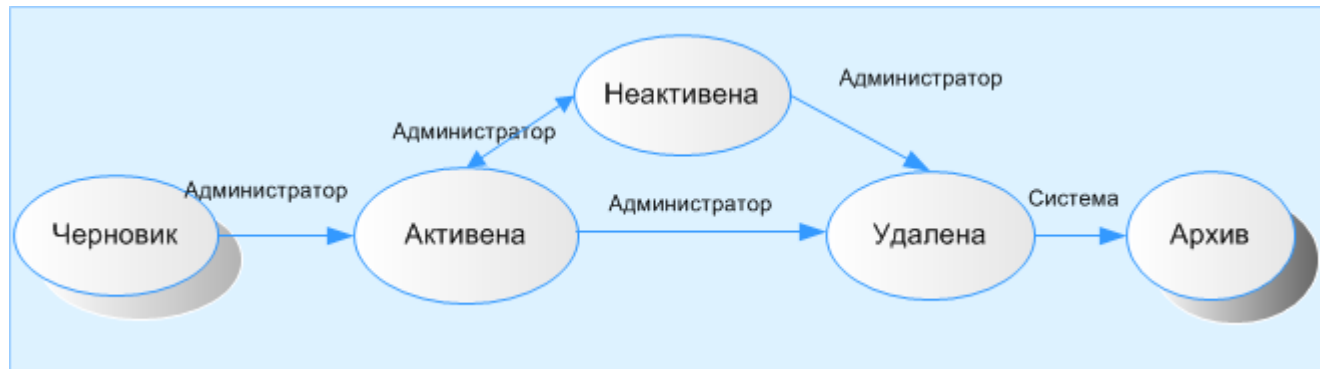 Неактивена
Администратор
Администратор
Администратор
Администратор
Система
Черновик
Активена
Удалена
Архив